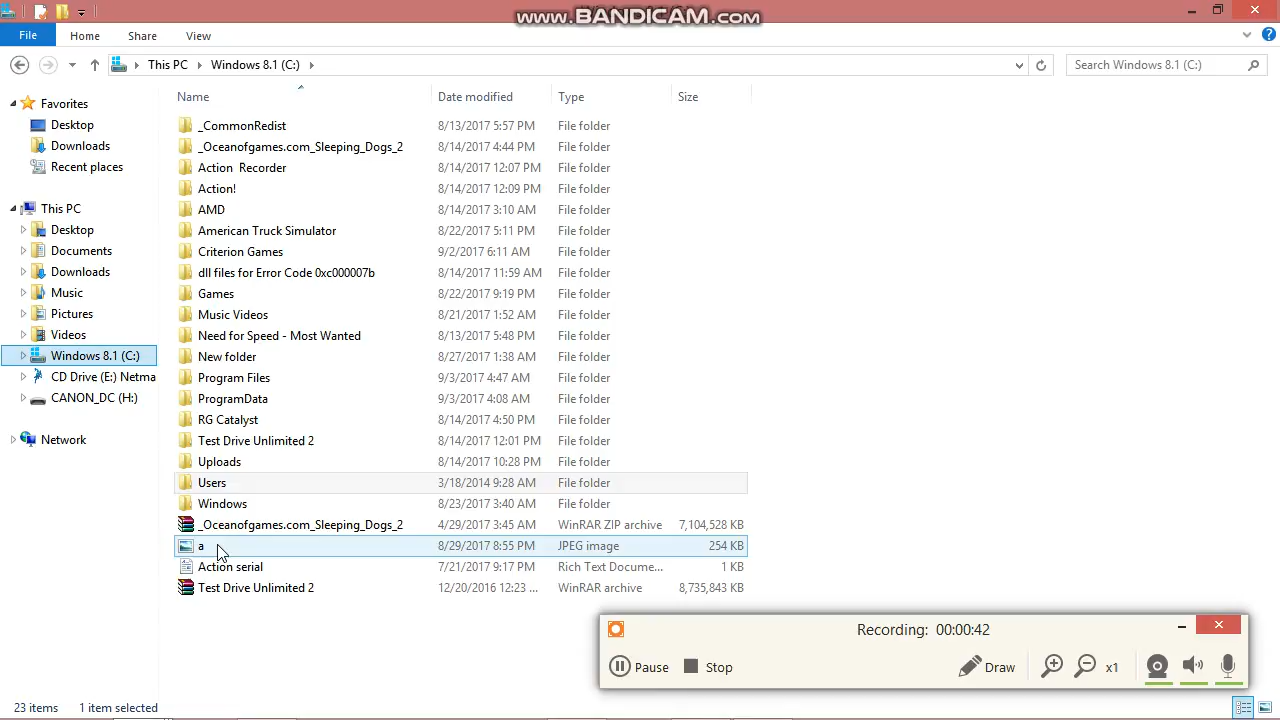 www.BANDICAM.com
File Home Share View
This PC Windows 8.1 (C:) Search Windows 8.1 (C:)
Name Date modified Type Size
Favorites
Desktop
Downloads
Recent places
This PC
Desktop
Documents
Downloads
Music
Pictures
Videos
Windows 8.1 (C:)
CD Drive (E:) Netma
CANON_DC (H:)
Network
_CommonRedist 8/13/2017 5:57 PM File folder
_Oceanofgames.com_Sleeping_Dogs_2 8/14/2017 4:44 PM File folder
Action Recorder 8/14/2017 12:07 PM File folder
Action! 8/14/2017 12:09 PM File folder
AMD 8/14/2017 3:10 AM File folder
American Truck Simulator 8/22/2017 5:11 PM File folder
Criterion Games 9/2/2017 6:11 AM File folder
dll files for Error Code 0xc000007b 8/14/2017 11:59 AM File folder
Games 8/22/2017 9:19 PM File folder
Music Videos 8/21/2017 1:52 AM File folder
Need for Speed - Most Wanted 8/13/2017 5:48 PM File folder
New folder 8/27/2017 1:38 AM File folder
Program Files 9/3/2017 4:47 AM File folder
ProgramData 9/3/2017 4:08 AM File folder
RG Catalyst 8/14/2017 4:50 PM File folder
Test Drive Unlimited 2 8/14/2017 12:01 PM File folder
Uploads 8/14/2017 10:28 PM File folder
Users 3/18/2014 9:28 AM File folder
Windows 8/23/2017 3:40 AM File folder
_Oceanofgames.com_Sleeping_Dogs_2 4/29/2017 3:45 AM WinRAR ZIP archive 7,104,528 KB
a 8/29/2017 8:55 PM JPEG image 254 KB
Action serial 7/21/2017 9:17 PM Rich Text Docume... 1 KB
Test Drive Unlimited 2 12/20/2016 12:23 ... WinRAR archive 8,735,843 KB
Recording: 00:00:42
Pause Stop Draw x1
23 items 1 item selected